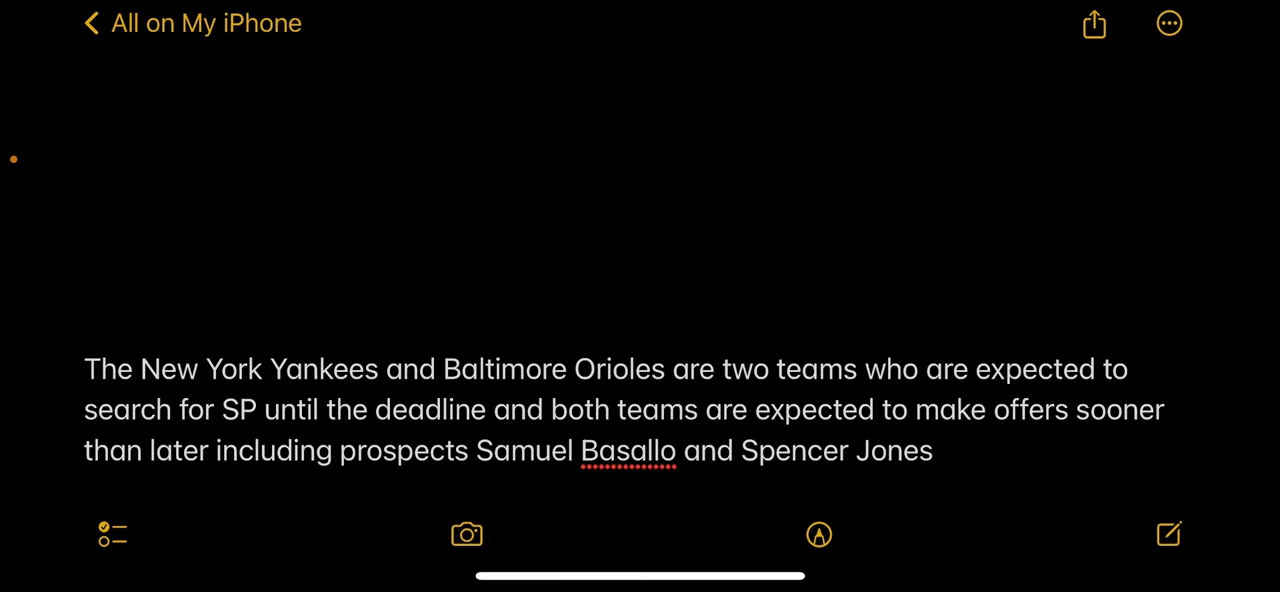 All on My iPhone
The New York Yankees and Baltimore Orioles are two teams who are expected to
search for SP until the deadline and both teams are expected to make offers sooner
than later including prospects Samuel Basallo and Spencer Jones